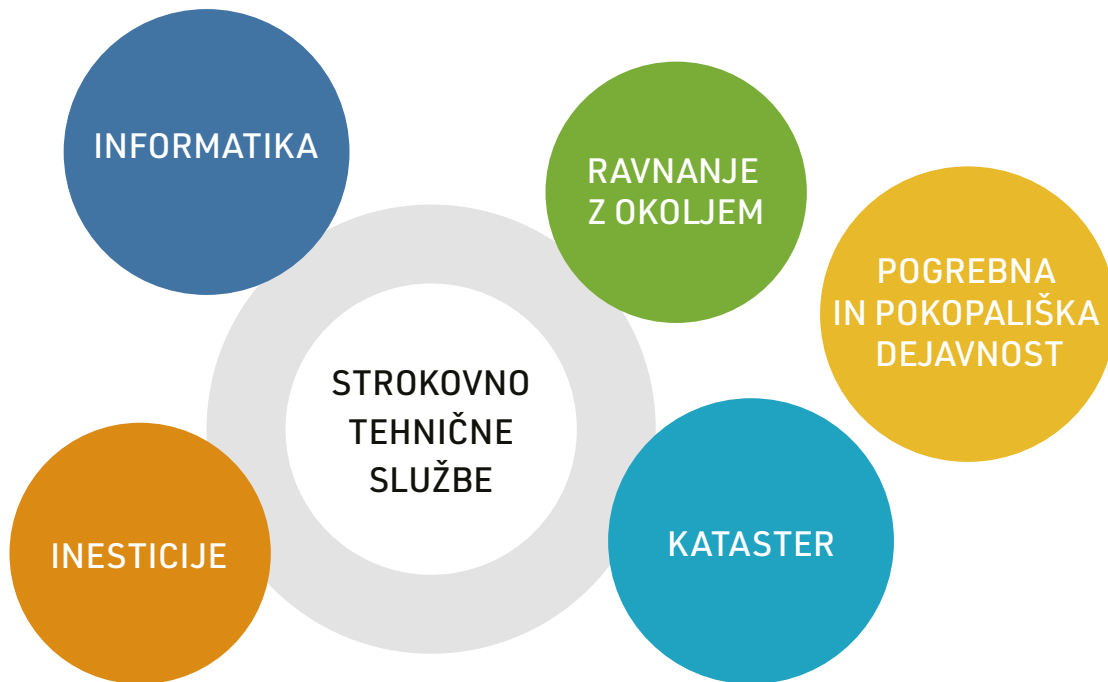 INFORMATIKA
RAVNANJE
Z OKOLJEM
POGREBNA
IN POKOPALIŠKA
DEJAVNOST
STROKOVNO
TEHNIČNE
SLUŽBE
INESTICIJE
KATASTER